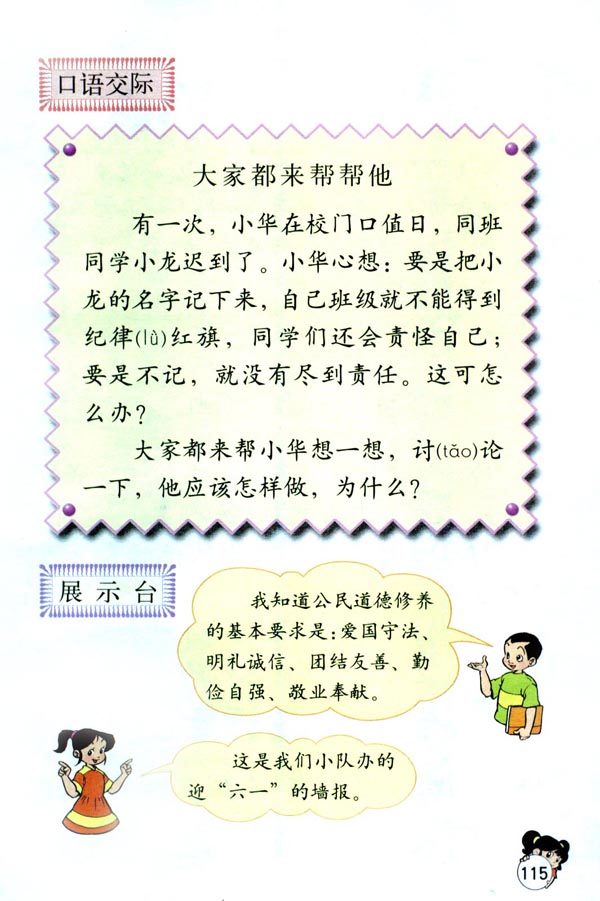 口语交际
大家都来帮帮他
有一次，小华在校门口值日，同班
同学小龙迟到了。小华心想：要是把小
龙的名字记下来，自己班级就不能得到
纪律(lǜ)红旗，同学们还会责怪自己；
要是不记，就没有尽到责任。这可怎
么办？
大家都来帮小华想一想，讨(tǎo)论
一下，他应该怎样做，为什么？
展示台
我知道公民道德修养
的基本要求是：爱国守法、
明礼诚信、团结友善、勤
俭自强、敬业奉献。
这是我们小队办的
迎“六一”的墙报。
115